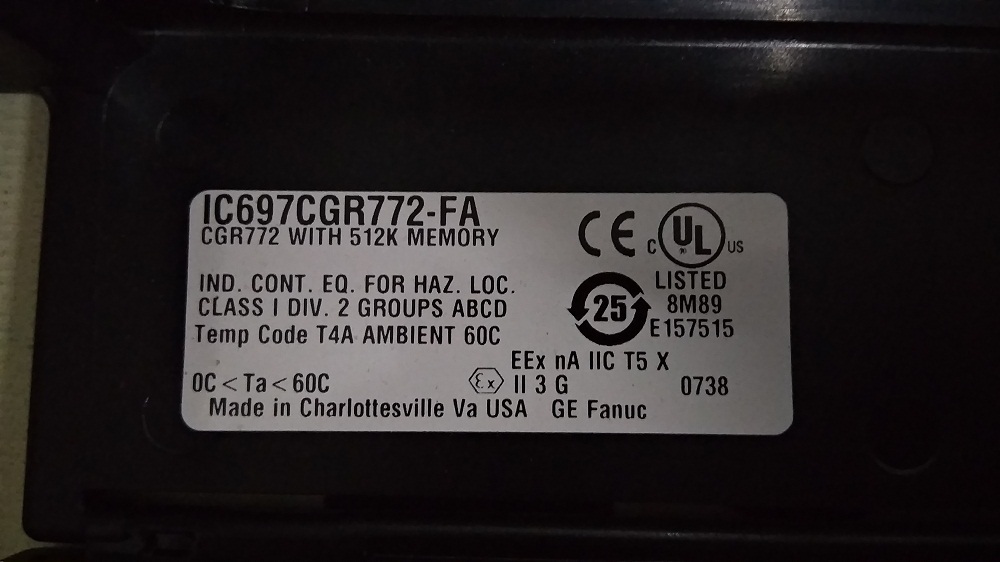 IC697CGR772-FA
CGR772 WITH 512K MEMORY
CE
C UL US
LISTED
8M89
E157515
25
IND. CONT. EQ. FOR HAZ. LOC.
CLASS I DIV. 2 GROUPS ABCD
Temp Code T4A AMBIENT 60C
EEx nA IIC T5 X
0C < Ta < 60C
Ex II 3 G
0738
Made in Charlottesville Va USA GE Fanuc